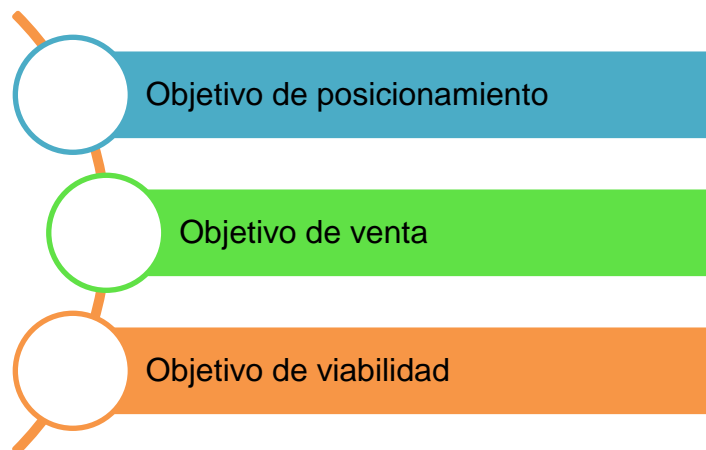 Objetivo de posicionamiento
Objetivo de venta
Objetivo de viabilidad